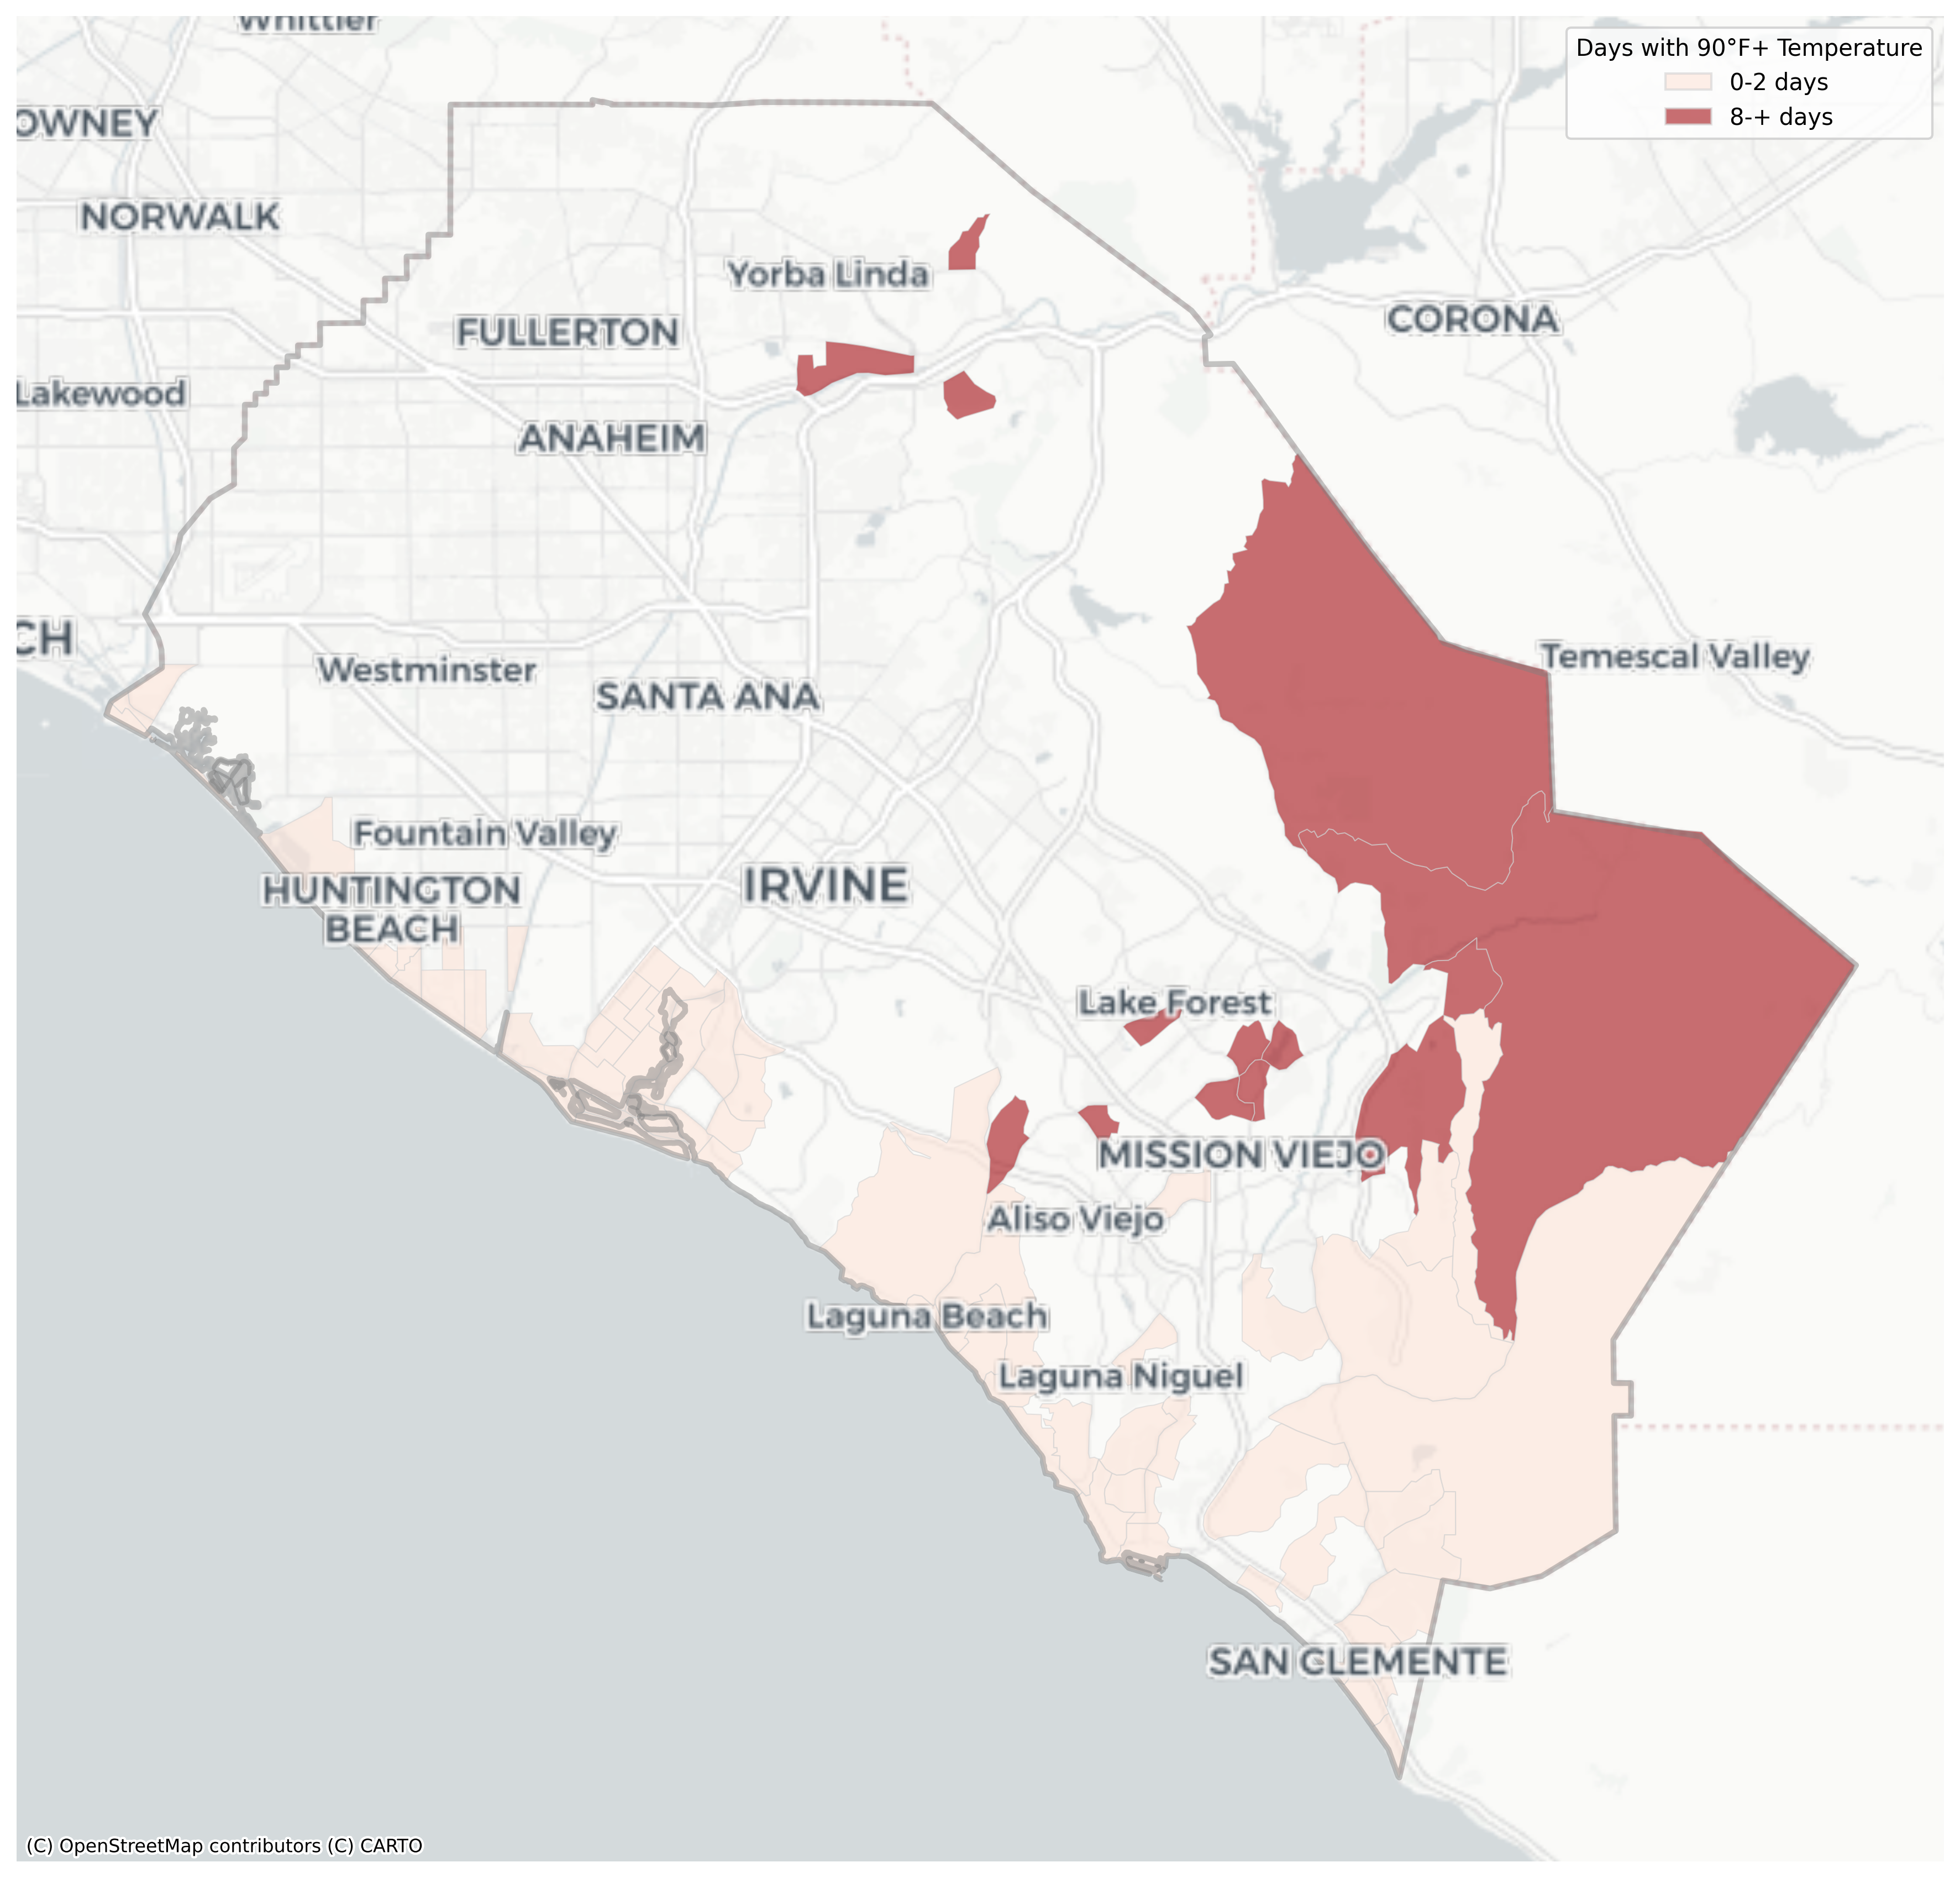 Whittier
Days with 90°F+ Temperature
0-2 days
8-+ days
OWNEY
NORWALK
Yorba Linda
CORONA
FULLERTON
Lakewood
ANAHEIM
CH
Temescal Valley
Westminster
SANTA ANA
Fountain Valley
IRVINE
HUNTINGTON
BEACH
Lake Forest
MISSION VIEJO
Aliso Viejo
Laguna Beach
Laguna Niguel
SAN CLEMENTE
(C) OpenStreetMap contributors (C) CARTO